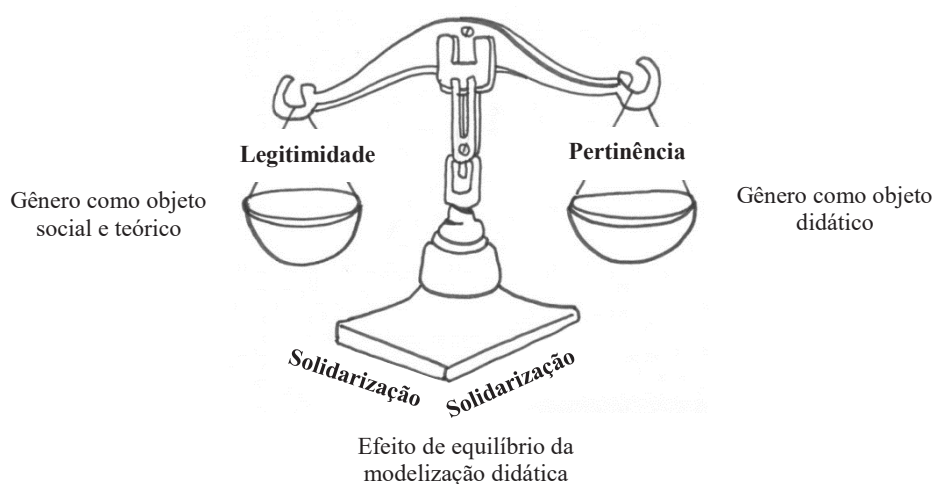 Legitimidade
Pertinência
Gênero como objeto
social e teórico
Gênero como objeto
didático
Solidarização
Solidarização
Efeito de equilíbrio da
modelização didática